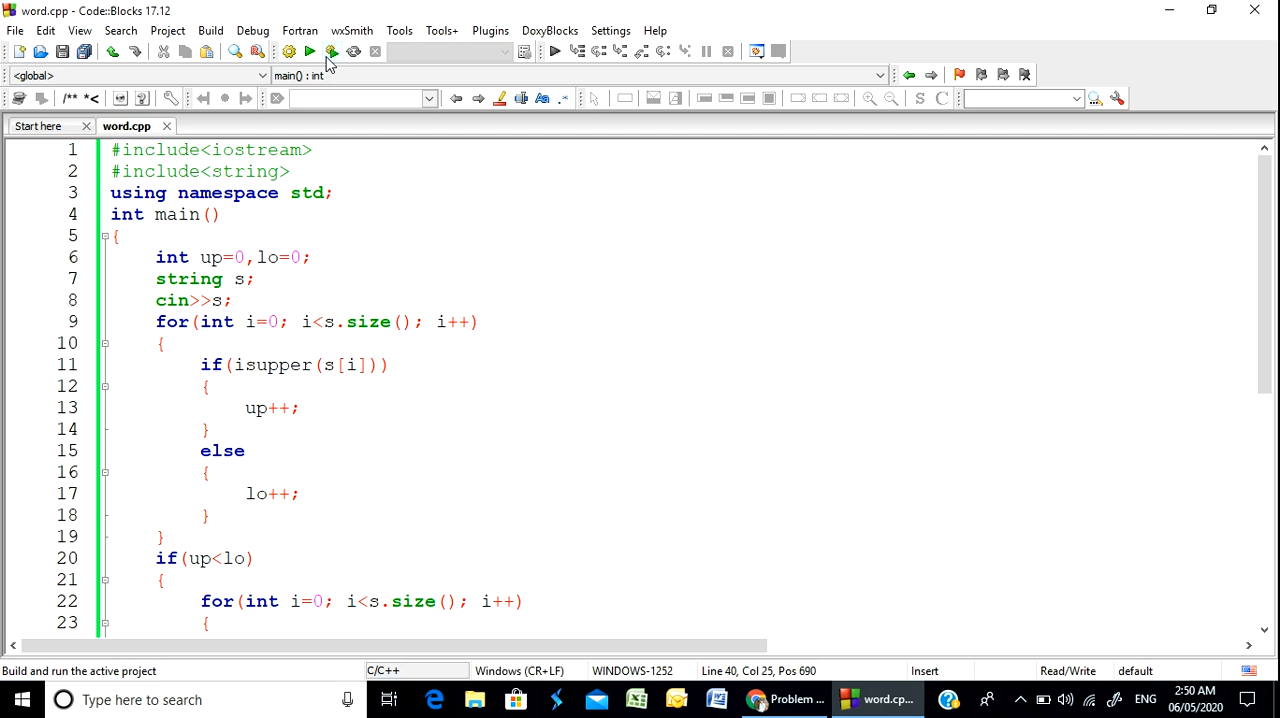 word.cpp - Code::Blocks 17.12
File Edit View Search Project Build Debug Fortran wxSmith Tools Tools+ Plugins DoxyBlocks Settings Help
<global> main() : int
/** *<
Start here word.cpp
1 #include<iostream>
2 #include<string>
3 using namespace std;
4 int main()
5 {
6 int up=0,lo=0;
7 string s;
8 cin>>s;
9 for(int i=0; i<s.size(); i++)
10 {
11 if(isupper(s[i]))
12 {
13 up++;
14 }
15 else
16 {
17 lo++;
18 }
19 }
20 if(up<lo)
21 {
22 for(int i=0; i<s.size(); i++)
23 {
Build and run the active project C/C++ Windows (CR+LF) WINDOWS-1252 Line 40, Col 25, Pos 690 Insert Read/Write default
Type here to search Problem ... word.cp... ENG 2:50 AM
06/05/2020